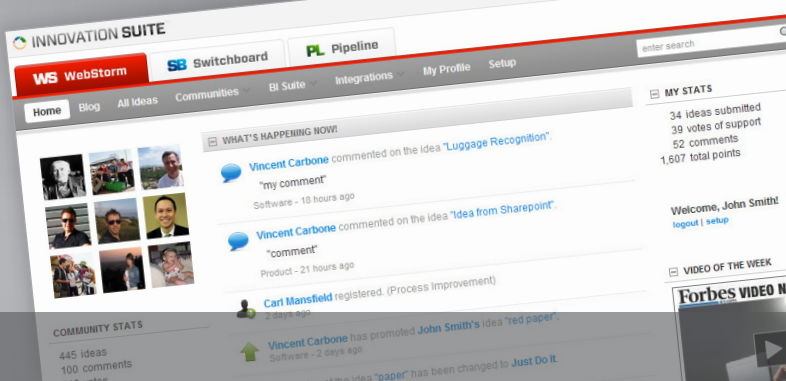 INNOVATION SUITE
WS WebStorm
SB Switchboard
PL Pipeline
Home
Blog
All Ideas
Communities
BI Suite
Integrations
My Profile
Setup
enter search
WHAT'S HAPPENING NOW!
Vincent Carbone commented on the idea "Luggage Recognition".
"my comment"
Software - 18 hours ago
Vincent Carbone commented on the idea "Idea from Sharepoint".
"comment"
Product - 21 hours ago
Carl Mansfield registered. (Process Improvement)
2 days ago
Vincent Carbone has promoted John Smith's idea "red paper".
Software - 2 days ago
of the idea "paper" has been changed to Just Do It.
COMMUNITY STATS
445 ideas
100 comments
MY STATS
34 ideas submitted
39 votes of support
52 comments
1,607 total points
Welcome, John Smith!
logout | setup
VIDEO OF THE WEEK
Forbes VIDEO N